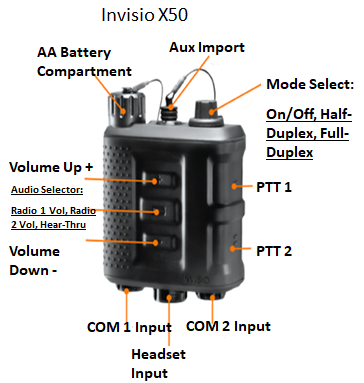 Invisio X50
AA Battery
Compartment
Aux Import
Mode Select:
On/Off, Half-
Duplex, Full-
Duplex
Volume Up +
Audio Selector:
Radio 1 Vol, Radio
2 Vol, Hear-Thru
Volume
Down -
PTT 1
PTT 2
COM 1 Input
COM 2 Input
Headset
Input